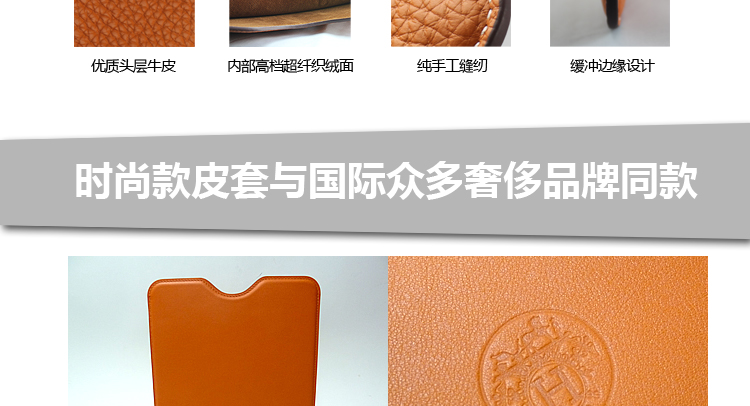 优质头层牛皮
内部高档超纤织绒面
纯手工缝纫
缓冲边缘设计
时尚款皮套与国际众多奢侈品牌同款
H